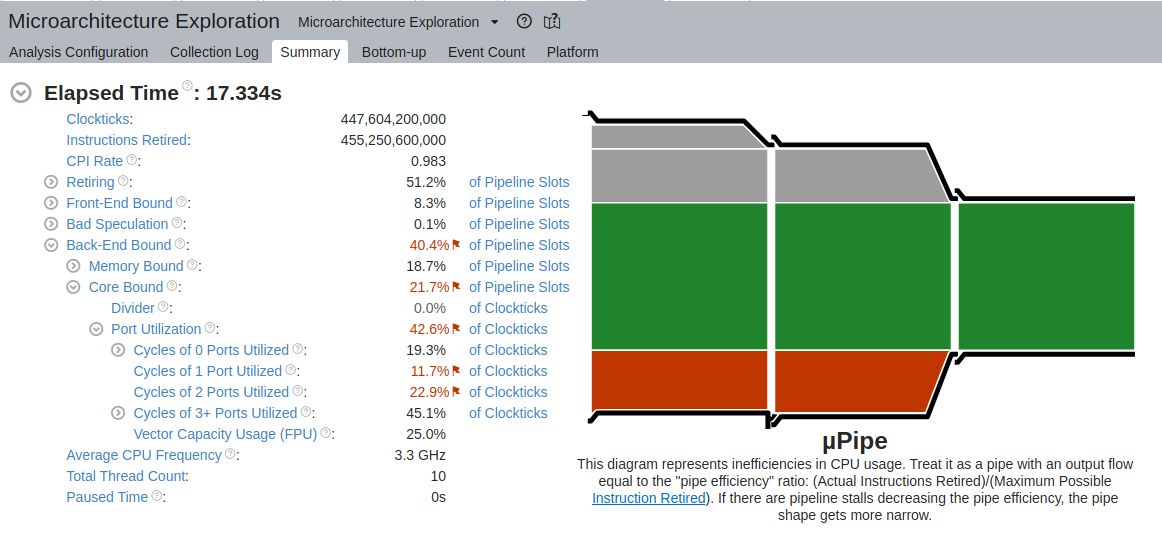 Microarchitecture Exploration Microarchitecture Exploration
Analysis Configuration Collection Log Summary Bottom-up Event Count Platform
Elapsed Time: 17.334s
Clockticks: 447,604,200,000
Instructions Retired: 455,250,600,000
CPI Rate: 0.983
Retiring: 51.2% of Pipeline Slots
Front-End Bound: 8.3% of Pipeline Slots
Bad Speculation: 0.1% of Pipeline Slots
Back-End Bound: 40.4% of Pipeline Slots
Memory Bound: 18.7% of Pipeline Slots
Core Bound: 21.7% of Pipeline Slots
Divider: 0.0% of Clockticks
Port Utilization: 42.6% of Clockticks
Cycles of 0 Ports Utilized: 19.3% of Clockticks
Cycles of 1 Port Utilized: 11.7% of Clockticks
Cycles of 2 Ports Utilized: 22.9% of Clockticks
Cycles of 3+ Ports Utilized: 45.1% of Clockticks
Vector Capacity Usage (FPU): 25.0%
Average CPU Frequency: 3.3 GHz
Total Thread Count: 10
Paused Time: 0s
µPipe
This diagram represents inefficiencies in CPU usage. Treat it as a pipe with an output flow
equal to the "pipe efficiency" ratio: (Actual Instructions Retired)/(Maximum Possible
Instruction Retired). If there are pipeline stalls decreasing the pipe efficiency, the pipe
shape gets more narrow.